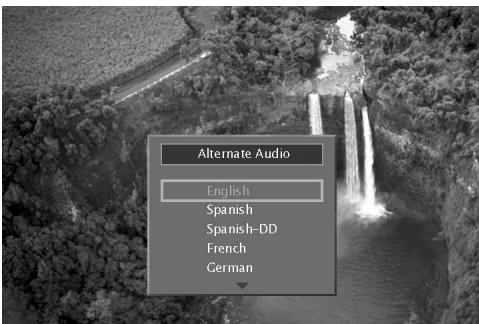 Alternate Audio
English
Spanish
Spanish-DD
French
German